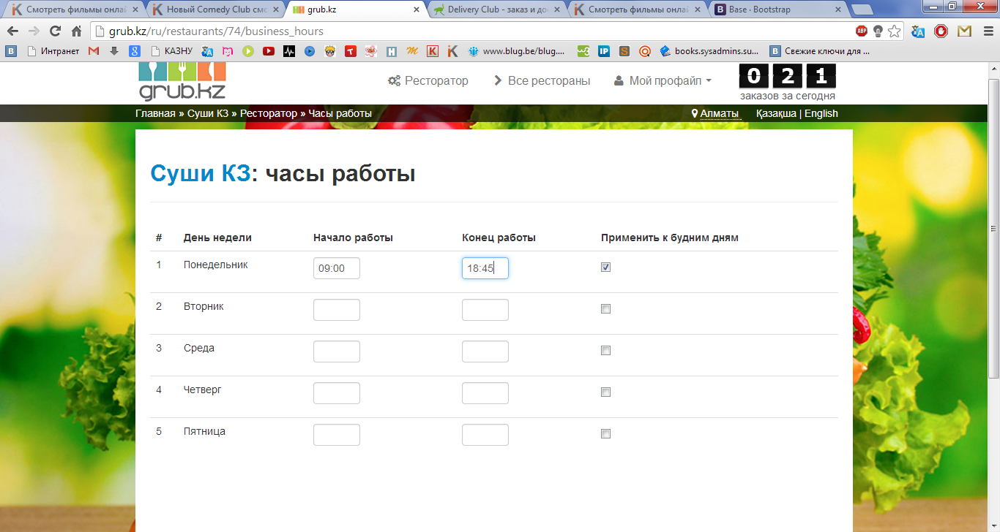 Смотреть фильмы онлай
Новый Comedy Club смо
grub.kz
Delivery Club - заказ и до
Смотреть фильмы онлай
Base · Bootstrap
grub.kz/ru/restaurants/74/business_hours
Интранет
КАЗНУ
www.blug.be/blug....
books.sysadmins.su...
Свежие ключи для ...
grub.kz
Ресторатор
Все рестораны
Мой профайл
0 2 1
заказов за сегодня
Главная » Суши КЗ » Ресторатор » Часы работы
Алматы
Қазақша | English
Суши КЗ: часы работы
# День недели Начало работы Конец работы Применить к будним дням
1 Понедельник 09:00 18:45
2 Вторник
3 Среда
4 Четверг
5 Пятница